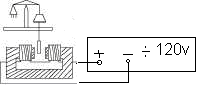 + − ÷ 120v